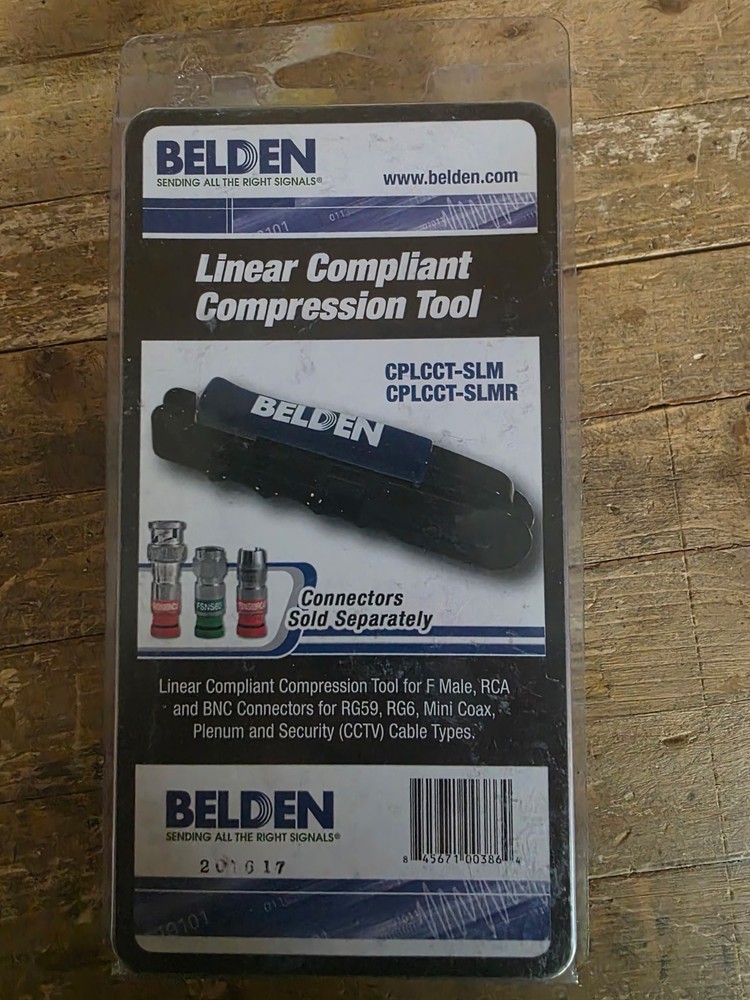 BELDEN
SENDING ALL THE RIGHT SIGNALS®
www.belden.com
Linear Compliant
Compression Tool
CPLCCT-SLM
CPLCCT-SLMR
BELDEN
Connectors
Sold Separately
Linear Compliant Compression Tool for F Male, RCA
and BNC Connectors for RG59, RG6, Mini Coax,
Plenum and Security (CCTV) Cable Types.
BELDEN
SENDING ALL THE RIGHT SIGNALS®
8 45671 00386 4
201617